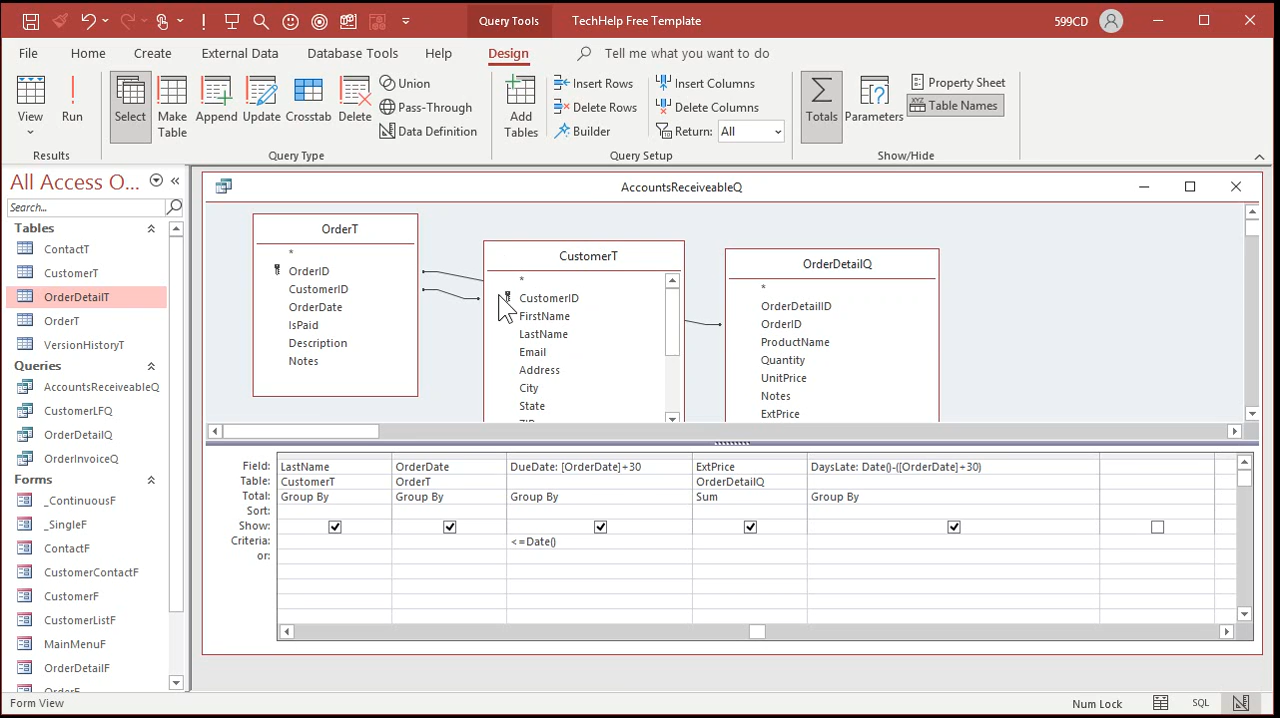 Query Tools
TechHelp Free Template
599CD
File
Home
Create
External Data
Database Tools
Help
Design
Tell me what you want to do
View
Run
Results
Select
Make Table
Append
Update
Crosstab
Delete
Union
Pass-Through
Data Definition
Query Type
Add Tables
Insert Rows
Delete Rows
Builder
Insert Columns
Delete Columns
Return: All
Query Setup
Totals
Parameters
Property Sheet
Table Names
Show/Hide
All Access O...
Search...
Tables
ContactT
CustomerT
OrderDetailT
OrderT
VersionHistoryT
Queries
AccountsReceiveableQ
CustomerLFQ
OrderDetailQ
OrderInvoiceQ
Forms
_ContinuousF
_SingleF
ContactF
CustomerContactF
CustomerF
CustomerListF
MainMenuF
OrderDetailF
OrderF
AccountsReceiveableQ
OrderT
*
OrderID
CustomerID
OrderDate
IsPaid
Description
Notes
CustomerT
*
CustomerID
FirstName
LastName
Email
Address
City
State
OrderDetailQ
*
OrderDetailID
OrderID
ProductName
Quantity
UnitPrice
Notes
ExtPrice
Field: LastName OrderDate DueDate: [OrderDate]+30 ExtPrice DaysLate: Date()-([OrderDate]+30)
Table: CustomerT OrderT OrderDetailQ
Total: Group By Group By Group By Sum Group By
Sort:
Show:
Criteria: <=Date()
or:
Form View
Num Lock
SQL